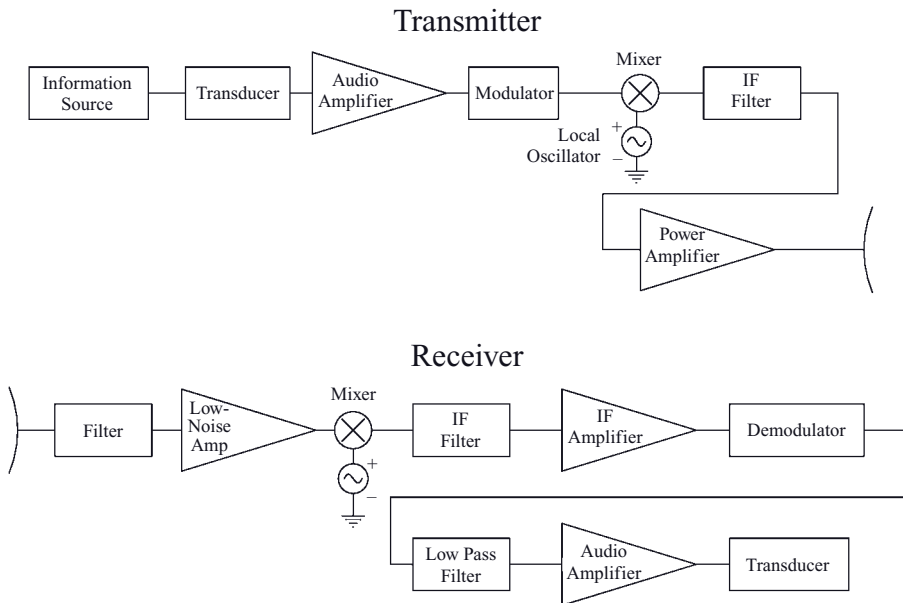 Transmitter
Information
Source
Transducer
Audio
Amplifier
Modulator
Mixer
IF
Filter
Local
Oscillator
+
−
Power
Amplifier
Receiver
Filter
Low-
Noise
Amp
Mixer
+
−
IF
Filter
IF
Amplifier
Demodulator
Low Pass
Filter
Audio
Amplifier
Transducer